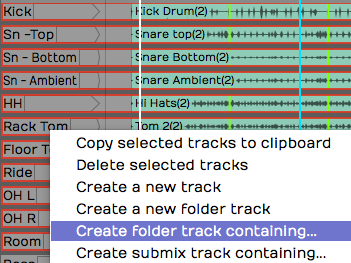 Kick
Kick Drum(2)
Sn -Top
Snare top(2)
Sn - Bottom
Snare Bottom(2)
Sn - Ambient
Snare Ambient(2)
HH
Hi Hats(2)
Rack Tom
Tom 2(2)
Floor T
Ride
OH L
OH R
Room
Copy selected tracks to clipboard
Delete selected tracks
Create a new track
Create a new folder track
Create folder track containing...
Create submix track containing...